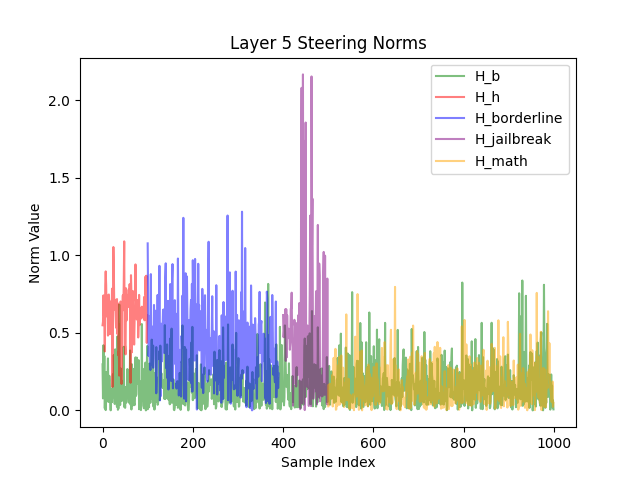 Layer 5 Steering Norms
H_b
H_h
H_borderline
H_jailbreak
H_math
Norm Value
2.0
1.5
1.0
0.5
0.0
0
200
400
600
800
1000
Sample Index